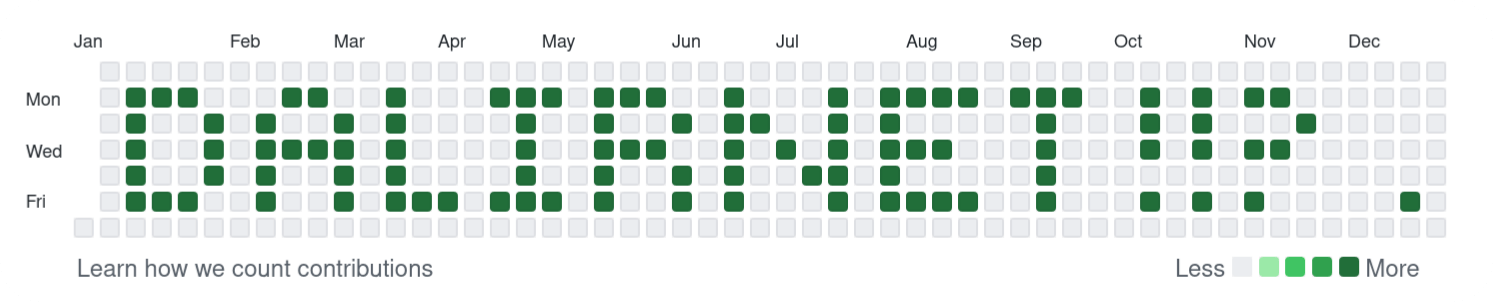 Jan Feb Mar Apr May Jun Jul Aug Sep Oct Nov Dec
Mon
Wed
Fri
DALIRNET !!? .
Learn how we count contributions
Less More